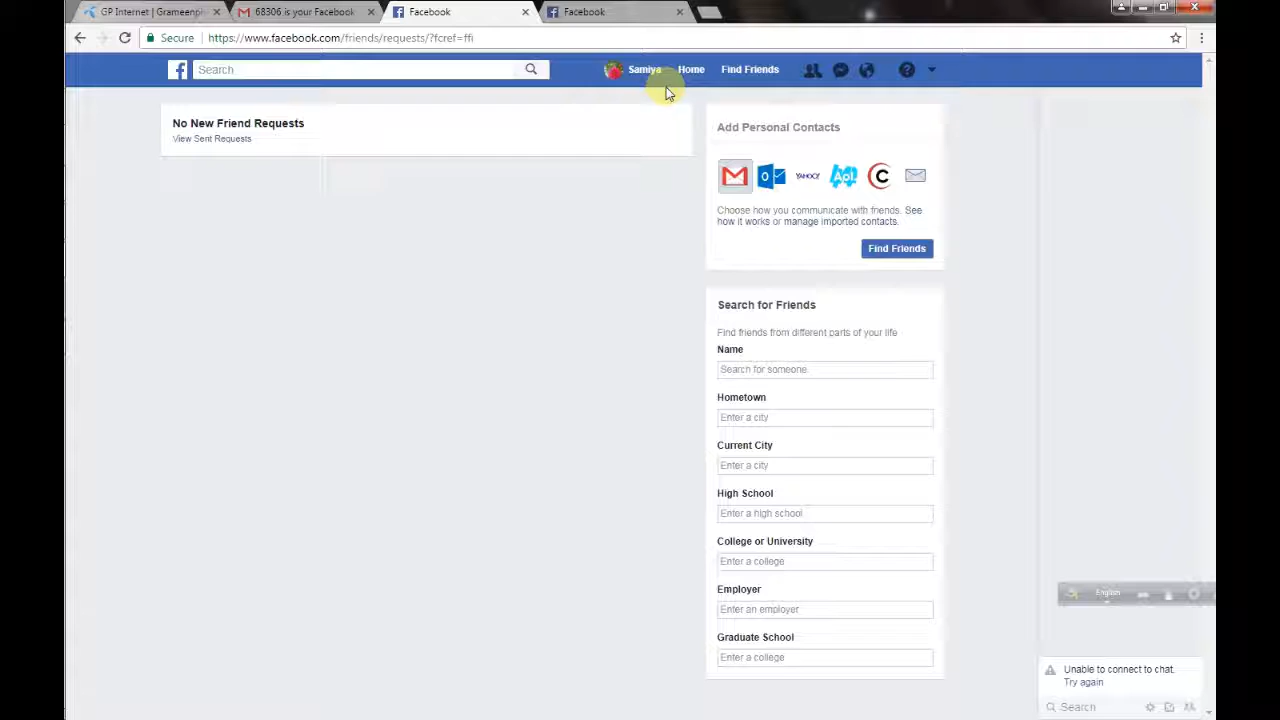 GP Internet | Grameenph
68306 is your Facebook
Facebook
Facebook
Secure
https://www.facebook.com/friends/requests/?fcref=ffi
Search
Samiya
Home
Find Friends
No New Friend Requests
View Sent Requests
Add Personal Contacts
YAHOO!
Aol.
Choose how you communicate with friends. See
how it works or manage imported contacts.
Find Friends
Search for Friends
Find friends from different parts of your life
Name
Search for someone
Hometown
Enter a city
Current City
Enter a city
High School
Enter a high school
College or University
Enter a college
Employer
Enter an employer
Graduate School
Enter a college
English
Unable to connect to chat.
Try again
Search